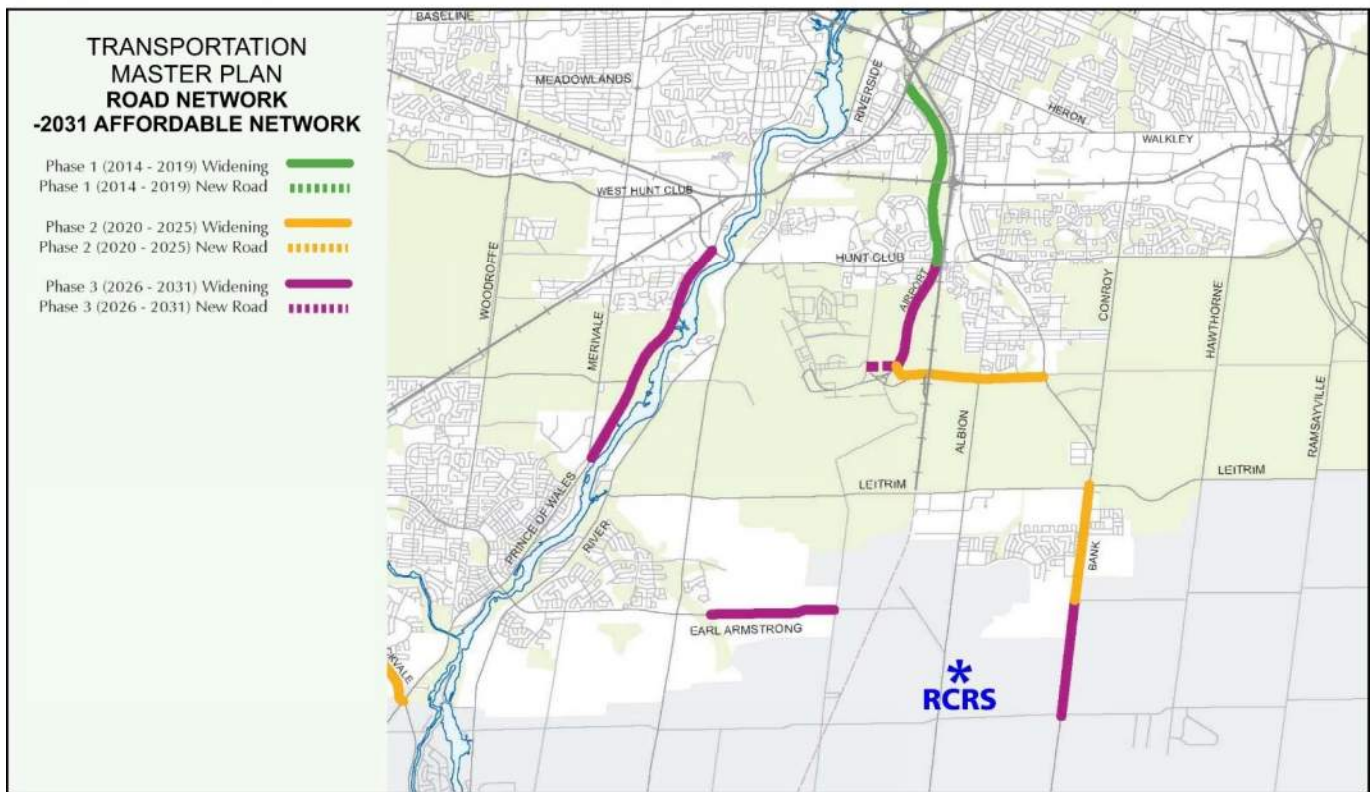 TRANSPORTATION
MASTER PLAN
ROAD NETWORK
-2031 AFFORDABLE NETWORK
Phase 1 (2014 - 2019) Widening
Phase 1 (2014 - 2019) New Road
Phase 2 (2020 - 2025) Widening
Phase 2 (2020 - 2025) New Road
Phase 3 (2026 - 2031) Widening
Phase 3 (2026 - 2031) New Road
BASELINE
MEADOWLANDS
RIVERSIDE
HERON
WALKLEY
WEST HUNT CLUB
WOODROFFE
HUNT CLUB
AIRPORT
CONROY
HAWTHORNE
MERIVALE
RAMSAYVILLE
ALBION
LEITRIM
LEITRIM
PRINCE OF WALES
RIVER
BANK
EARL ARMSTRONG
CKVALE
*
RCRS